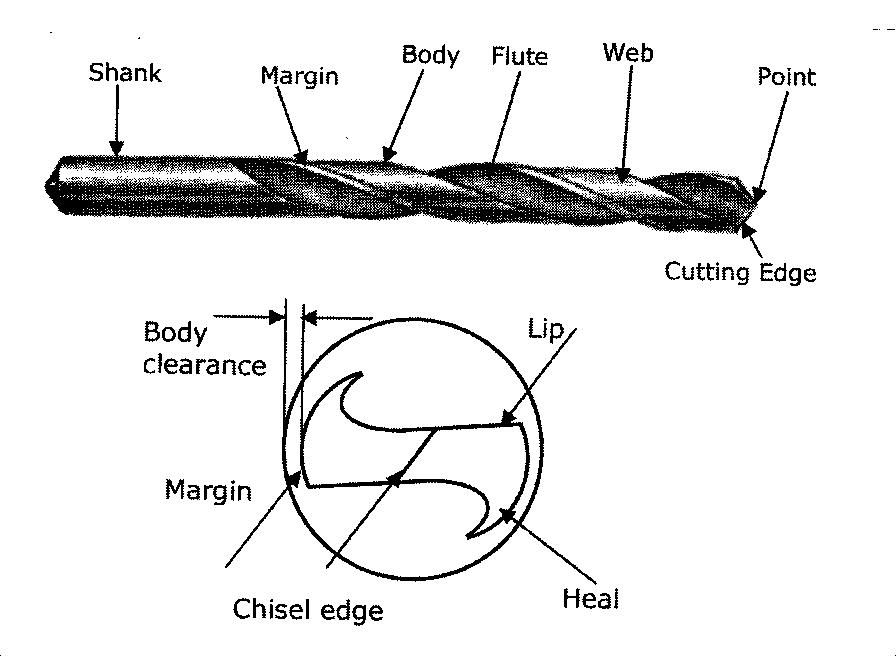 Shank
Margin
Body
Flute
Web
Point
Cutting Edge
Body
clearance
Lip
Margin
Chisel edge
Heal